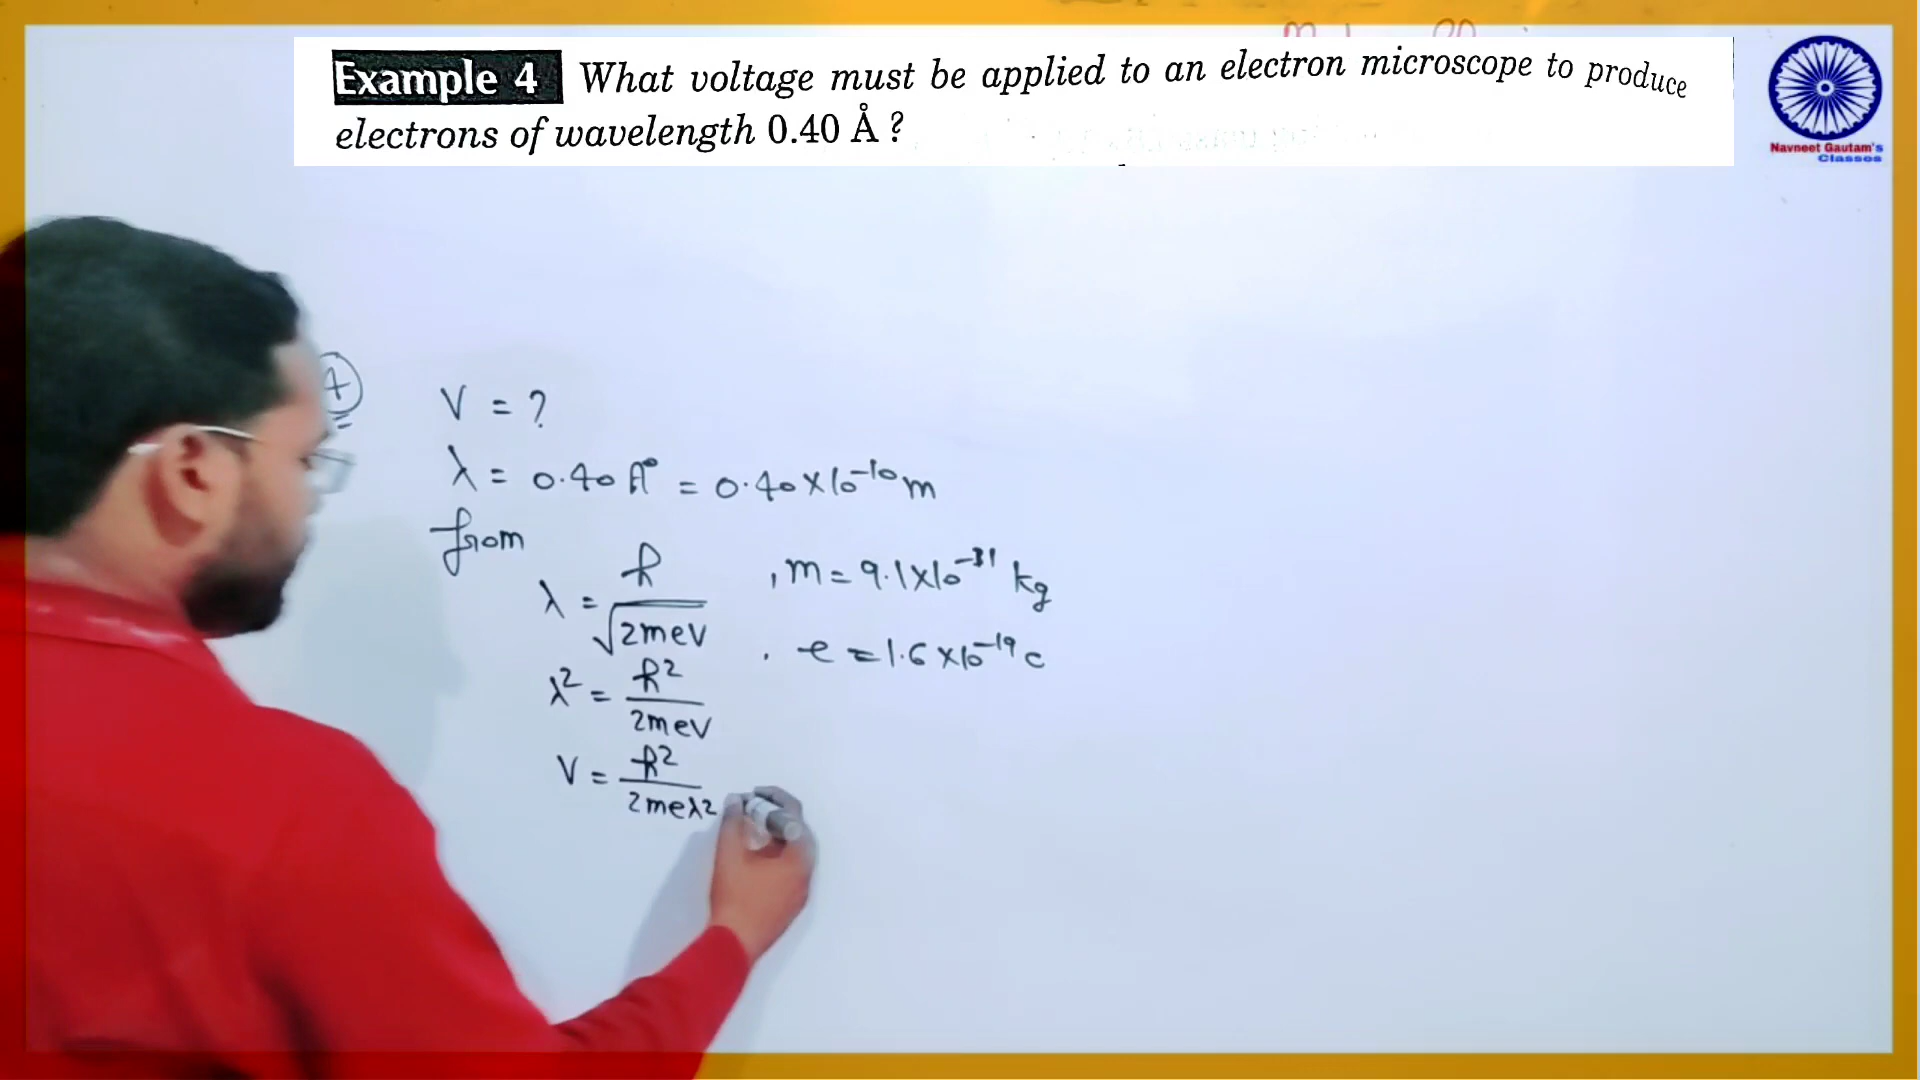 Example 4 What voltage must be applied to an electron microscope to produce
electrons of wavelength 0.40 Å ?
Navneet Gautam's
Classes
4
V = ?
λ = 0.40 A° = 0.40 × 10⁻¹⁰ m
from
λ = h / √2meV , m = 9.1 × 10⁻³¹ kg
, e = 1.6 × 10⁻¹⁹ c
λ² = h² / 2meV
V = h² / 2meλ²